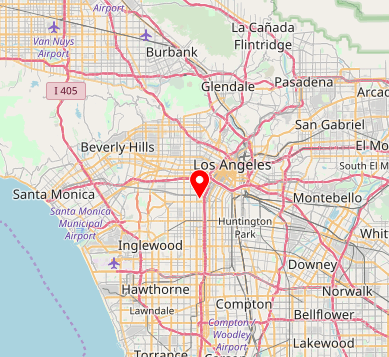 La Cañada
Flintridge
Airport
Van Nuys
Airport
Burbank
Glendale
Pasadena
I 405
Arca
San Gabriel
Beverly Hills
El Mo
Los Angeles
South El M
Santa Monica
Montebello
Santa Monica
Municipal
Airport
Huntington
Park
Whit
Inglewood
Downey
Hawthorne
Norwalk
Compton
Lawndale
Bellflower
Compton/
Woodley
Airport
Lakewood
Torrance